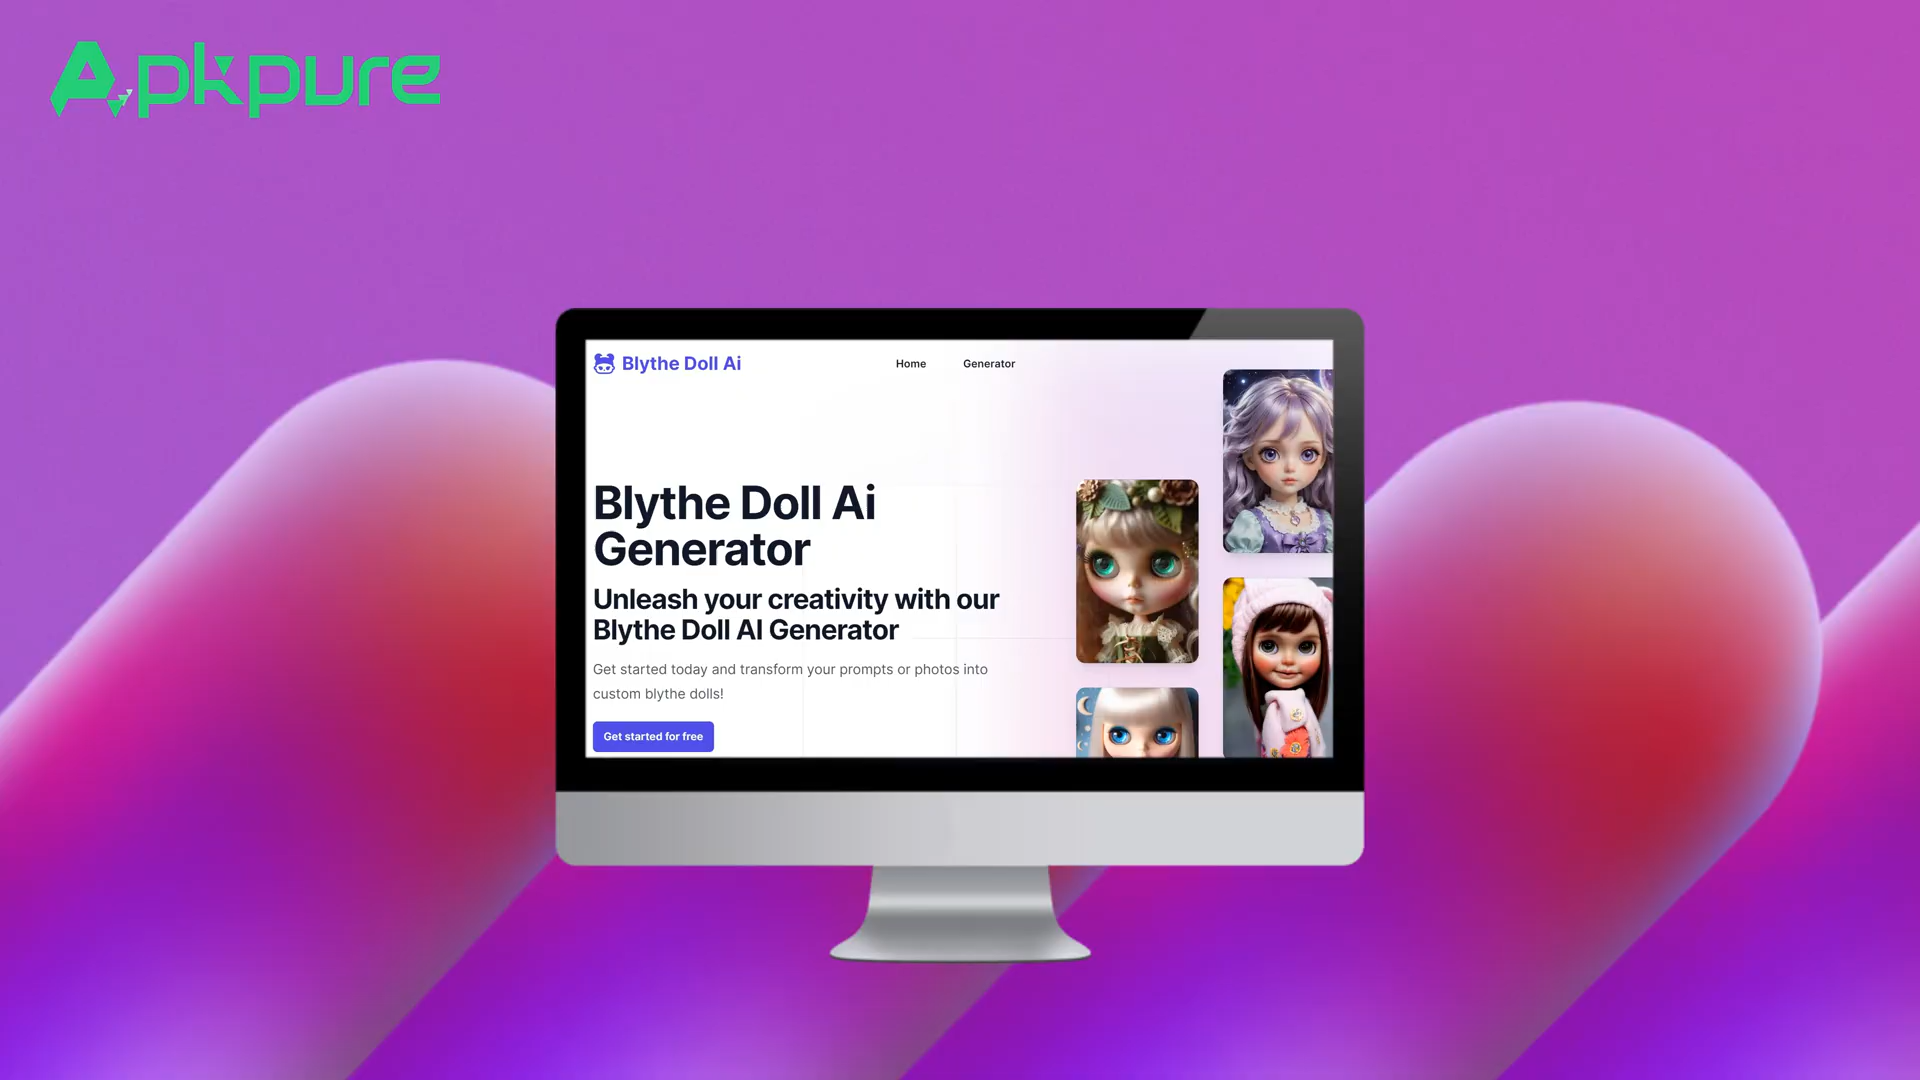 Apkpure
Blythe Doll Ai
Home
Generator
Blythe Doll Ai
Generator
Unleash your creativity with our
Blythe Doll AI Generator
Get started today and transform your prompts or photos into
custom blythe dolls!
Get started for free